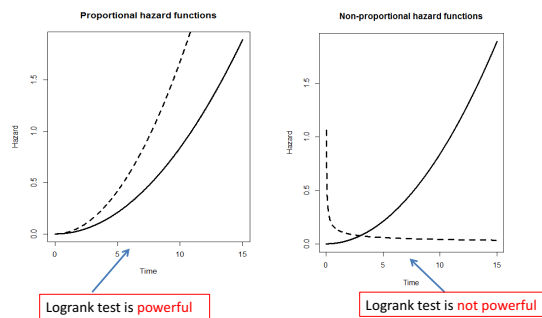 Proportional hazard functions
Hazard
1.5
1.0
0.5
0.0
0
5
10
15
Time
Logrank test is powerful
Non-proportional hazard functions
Hazard
1.5
1.0
0.5
0.0
0
5
10
15
Time
Logrank test is not powerful